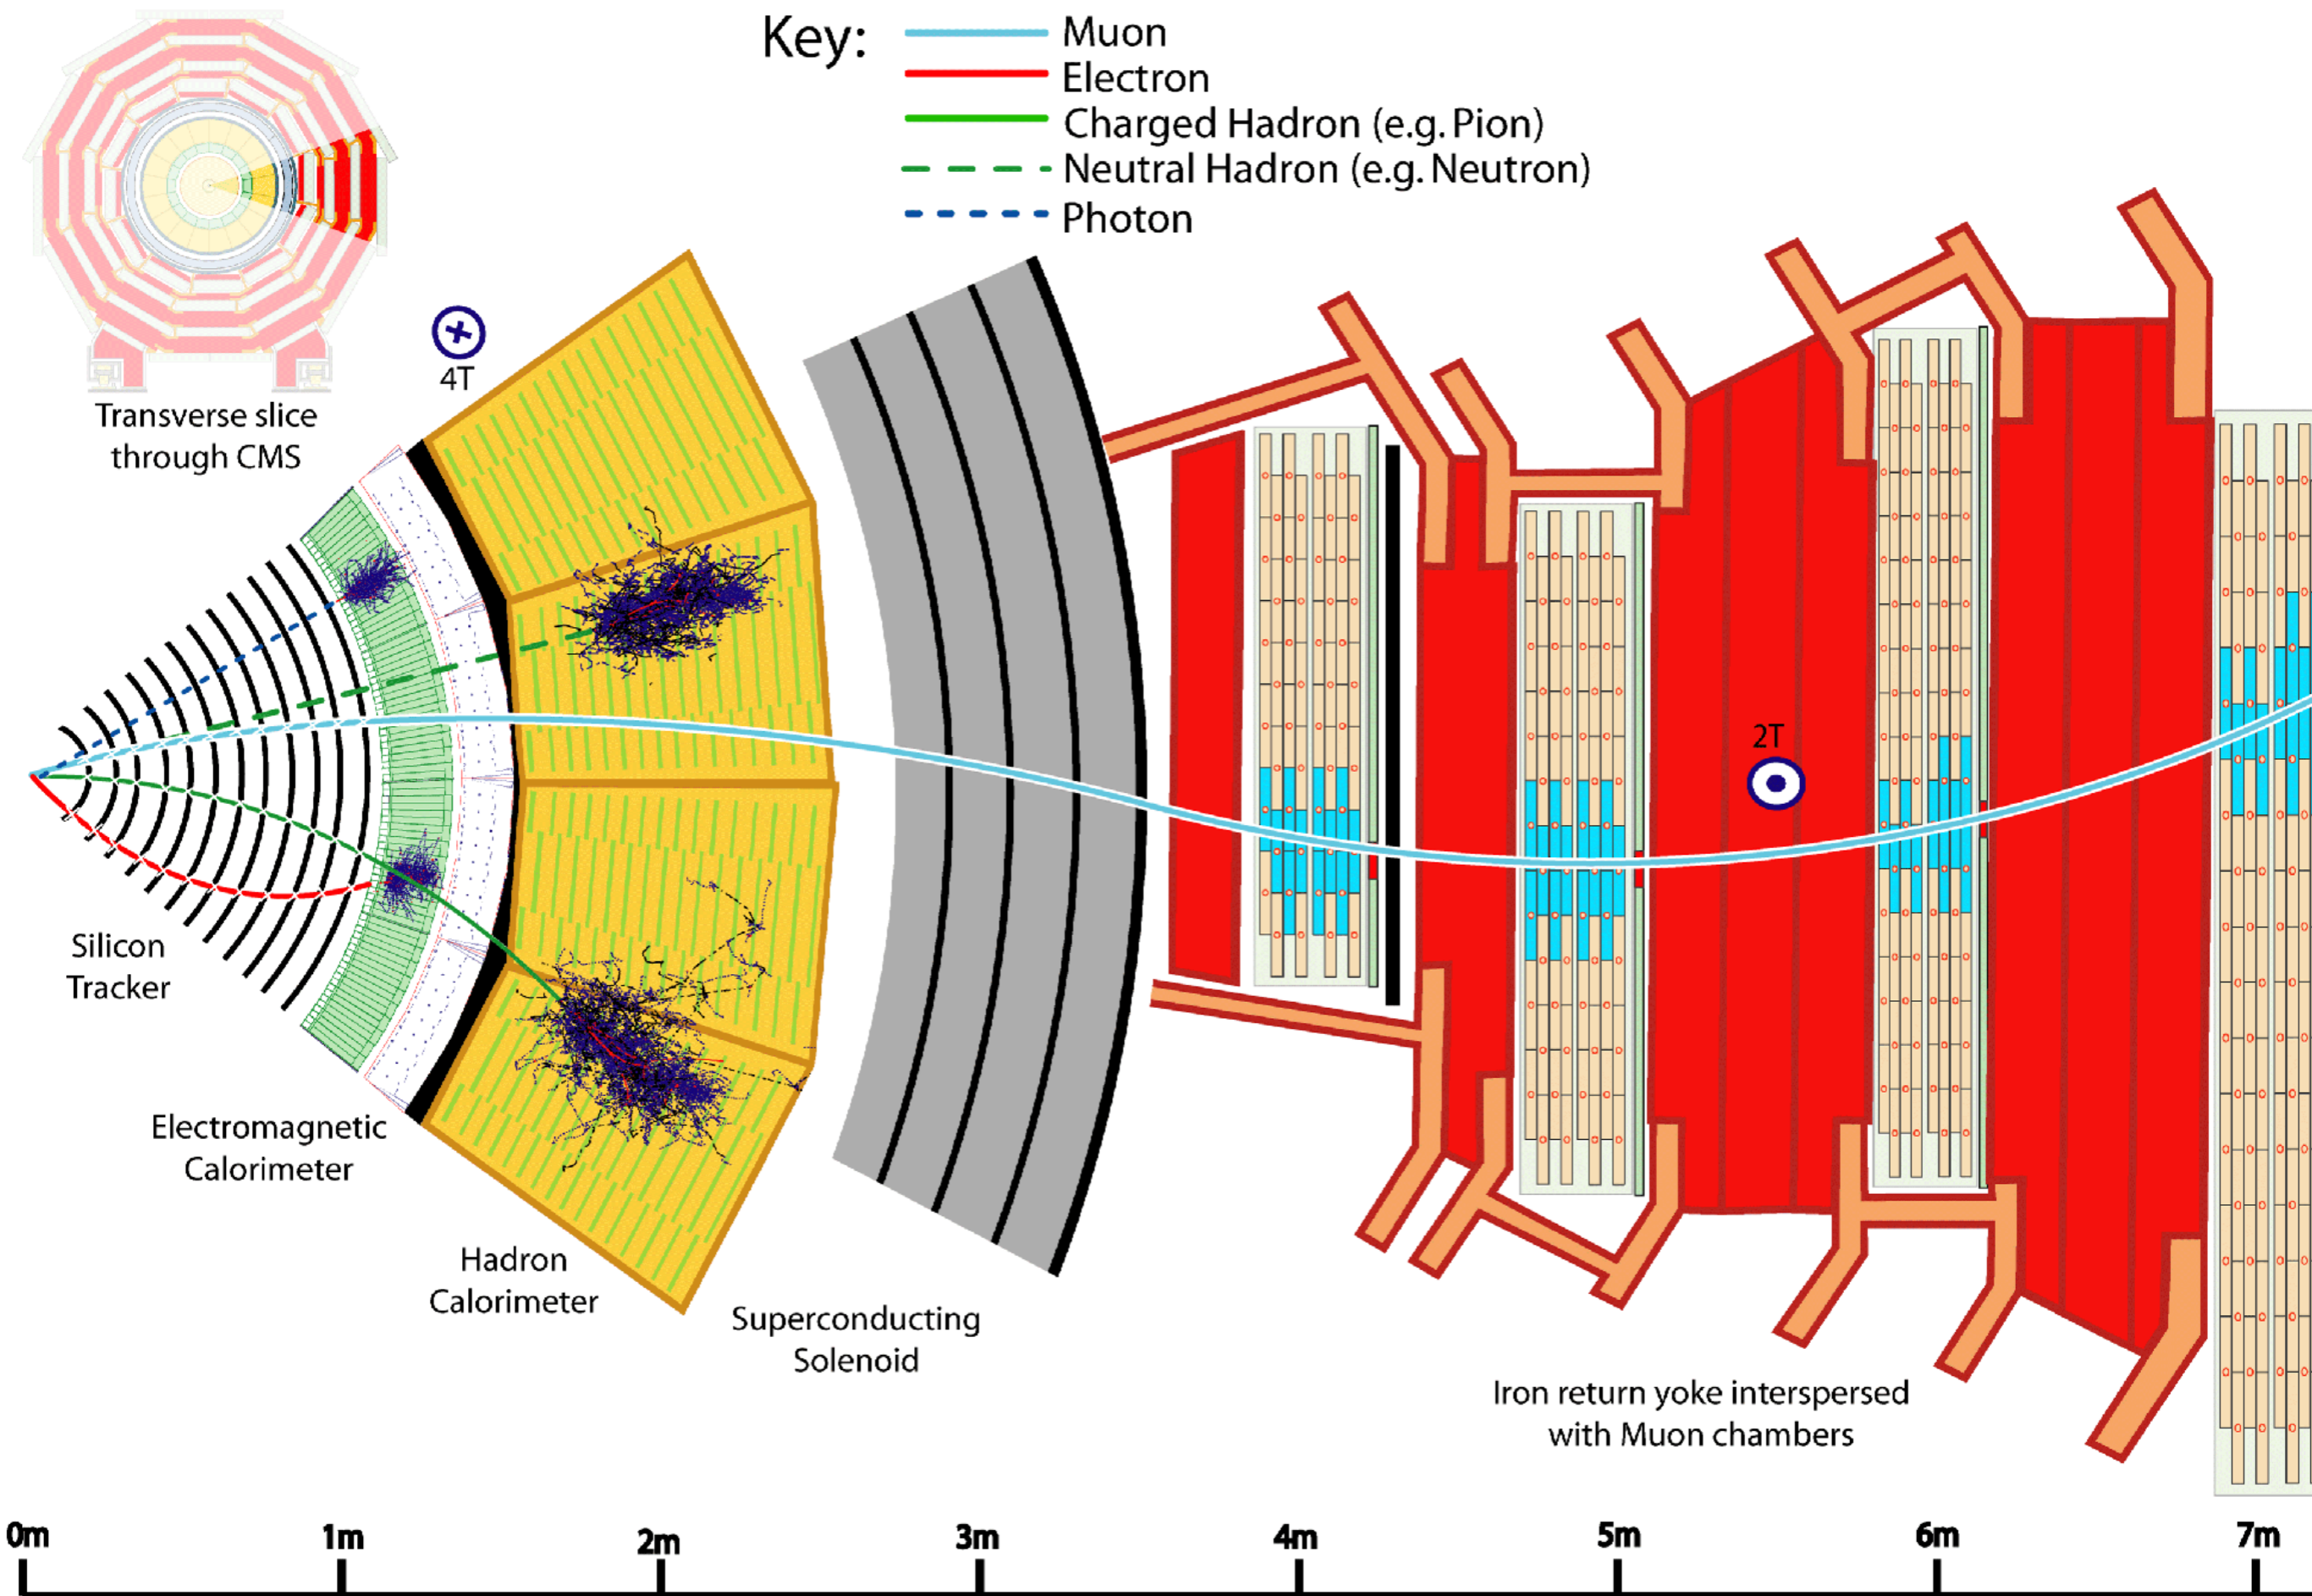 Key:
Muon
Electron
Charged Hadron (e.g. Pion)
Neutral Hadron (e.g. Neutron)
Photon
Transverse slice
through CMS
4T
2T
Silicon
Tracker
Electromagnetic
Calorimeter
Hadron
Calorimeter
Superconducting
Solenoid
Iron return yoke interspersed
with Muon chambers
0m 1m 2m 3m 4m 5m 6m 7m